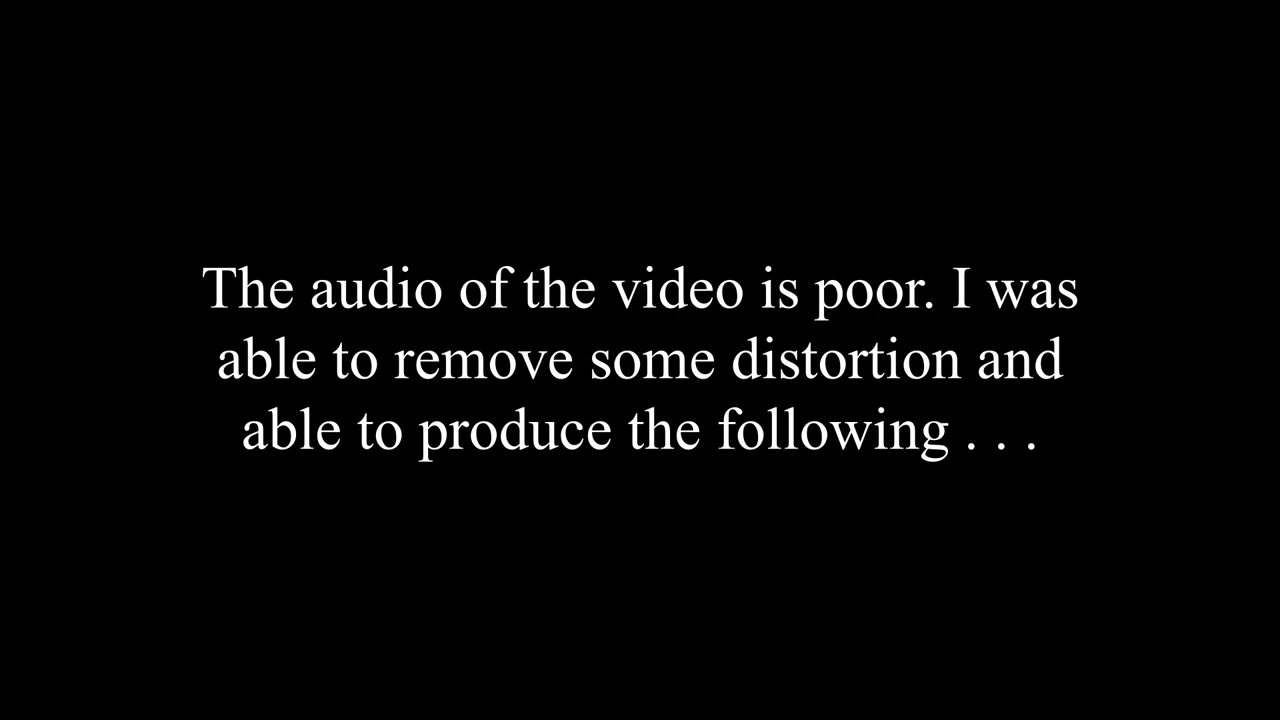 The audio of the video is poor. I was
able to remove some distortion and
able to produce the following . . .